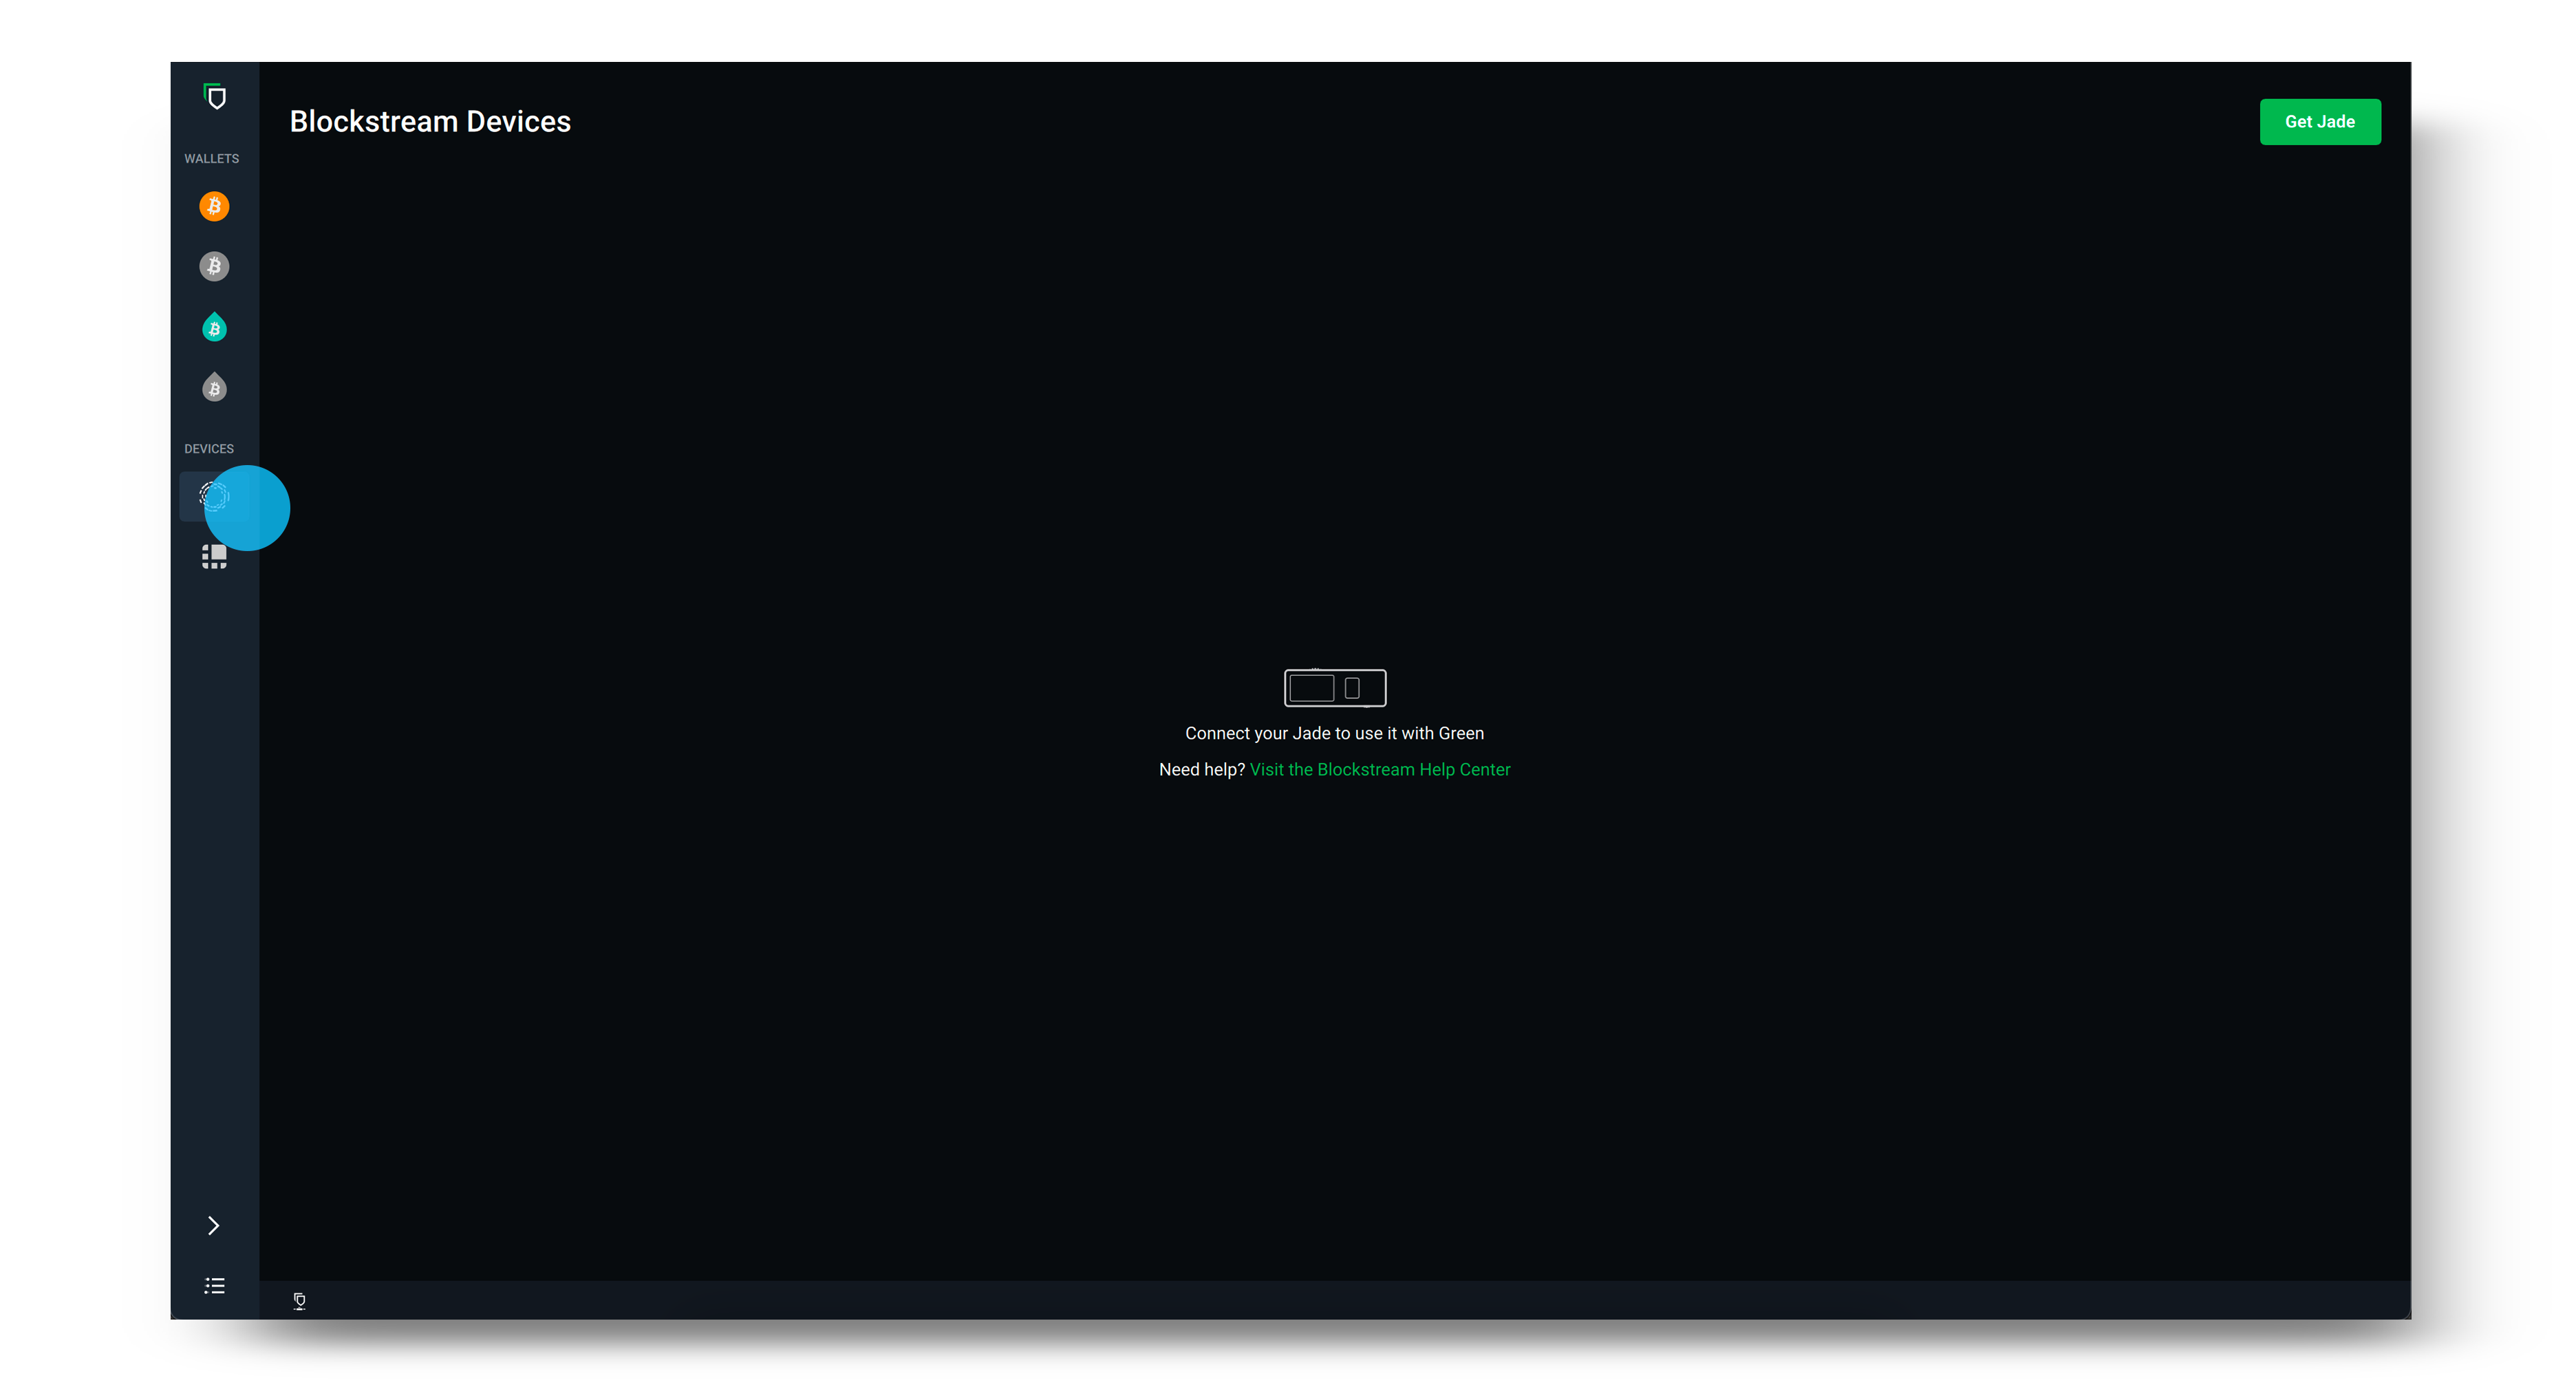 Blockstream Devices
Get Jade
WALLETS
DEVICES
Connect your Jade to use it with Green
Need help? Visit the Blockstream Help Center